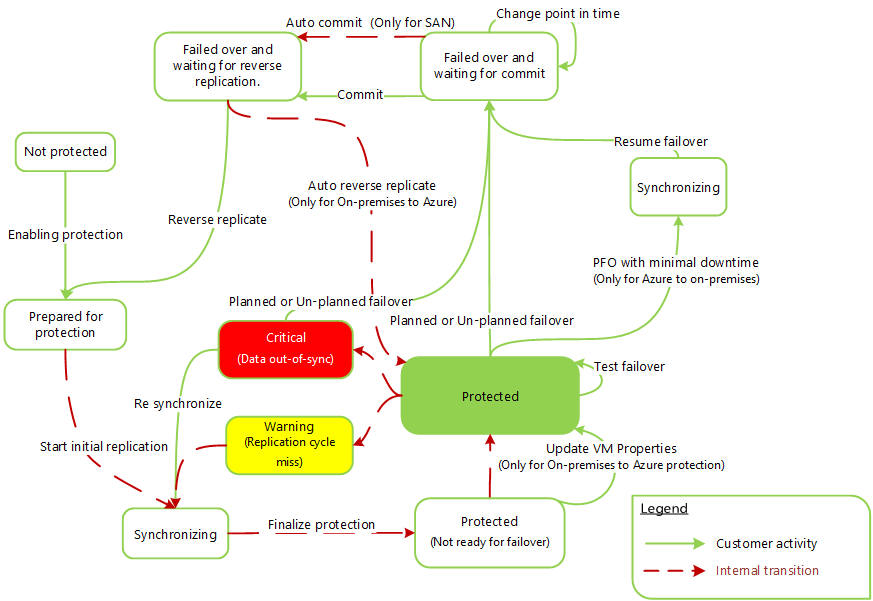 Auto commit (Only for SAN)
Change point in time
Failed over and
waiting for reverse
replication.
Failed over and
waiting for commit
Commit
Not protected
Resume failover
Auto reverse replicate
(Only for On-premises to Azure)
Synchronizing
Reverse replicate
Enabling protection
PFO with minimal downtime
(Only for Azure to on-premises)
Prepared for
protection
Planned or Un-planned failover
Planned or Un-planned failover
Critical
(Data out-of-sync)
Test failover
Protected
Re synchronize
Warning
(Replication cycle
miss)
Start initial replication
Update VM Properties
(Only for On-premises to Azure protection)
Synchronizing
Finalize protection
Protected
(Not ready for failover)
Legend
Customer activity
Internal transition